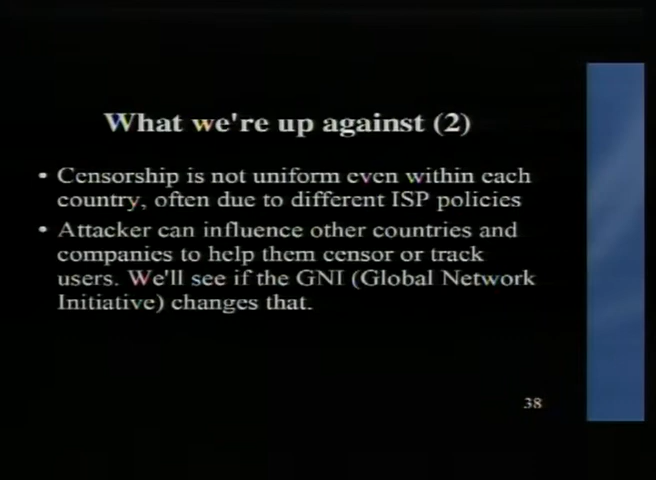 What we're up against (2)
• Censorship is not uniform even within each
country, often due to different ISP policies
• Attacker can influence other countries and
companies to help them censor or track
users. We'll see if the GNI (Global Network
Initiative) changes that.
38